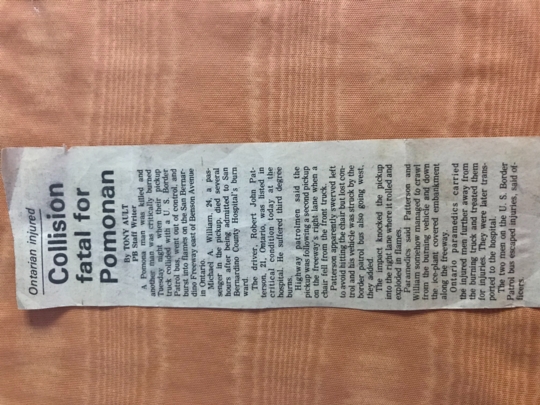 Ontarian injured
Collision
fatal for
Pomonan
By TONY AULT
PB Staff Writer
A Pomona man was killed and
another man was critically burned
Tuesday night when their pickup
truck collided with a U.S. Border
Patrol bus, went out of control, and
burst into flames on the San Bernar-
dino Freeway east of Benson Avenue
in Ontario.
Michael A. William, 24, a pas-
senger in the pickup, died several
hours after being admitted to San
Bernardino County Hospital's burn
ward.
The driver, Robert John Pat-
terson, 21, Ontario, was listed in
critical condition today at the
hospital. He suffered third degree
burns.
Highway patrolmen said the
pickup was following a second pickup
on the freeway's right lane when a
chair fell off the front truck.
Patterson apparently swerved left
to avoid hitting the chair but lost con-
trol and his vehicle was struck by the
border patrol bus also going west,
they added.
The impact knocked the pickup
into the right lane where it rolled and
exploded in flames.
Paramedics said Patterson and
William somehow managed to crawl
from the burning vehicle and down
the ice-plant covered embankment
along the freeway.
Ontario paramedics carried
the injured men further away from
the burning truck and treated them
for injuries. They were later trans-
ported to the hospital.
The two men on the U.S. Border
Patrol bus escaped injuries, said of-
ficers